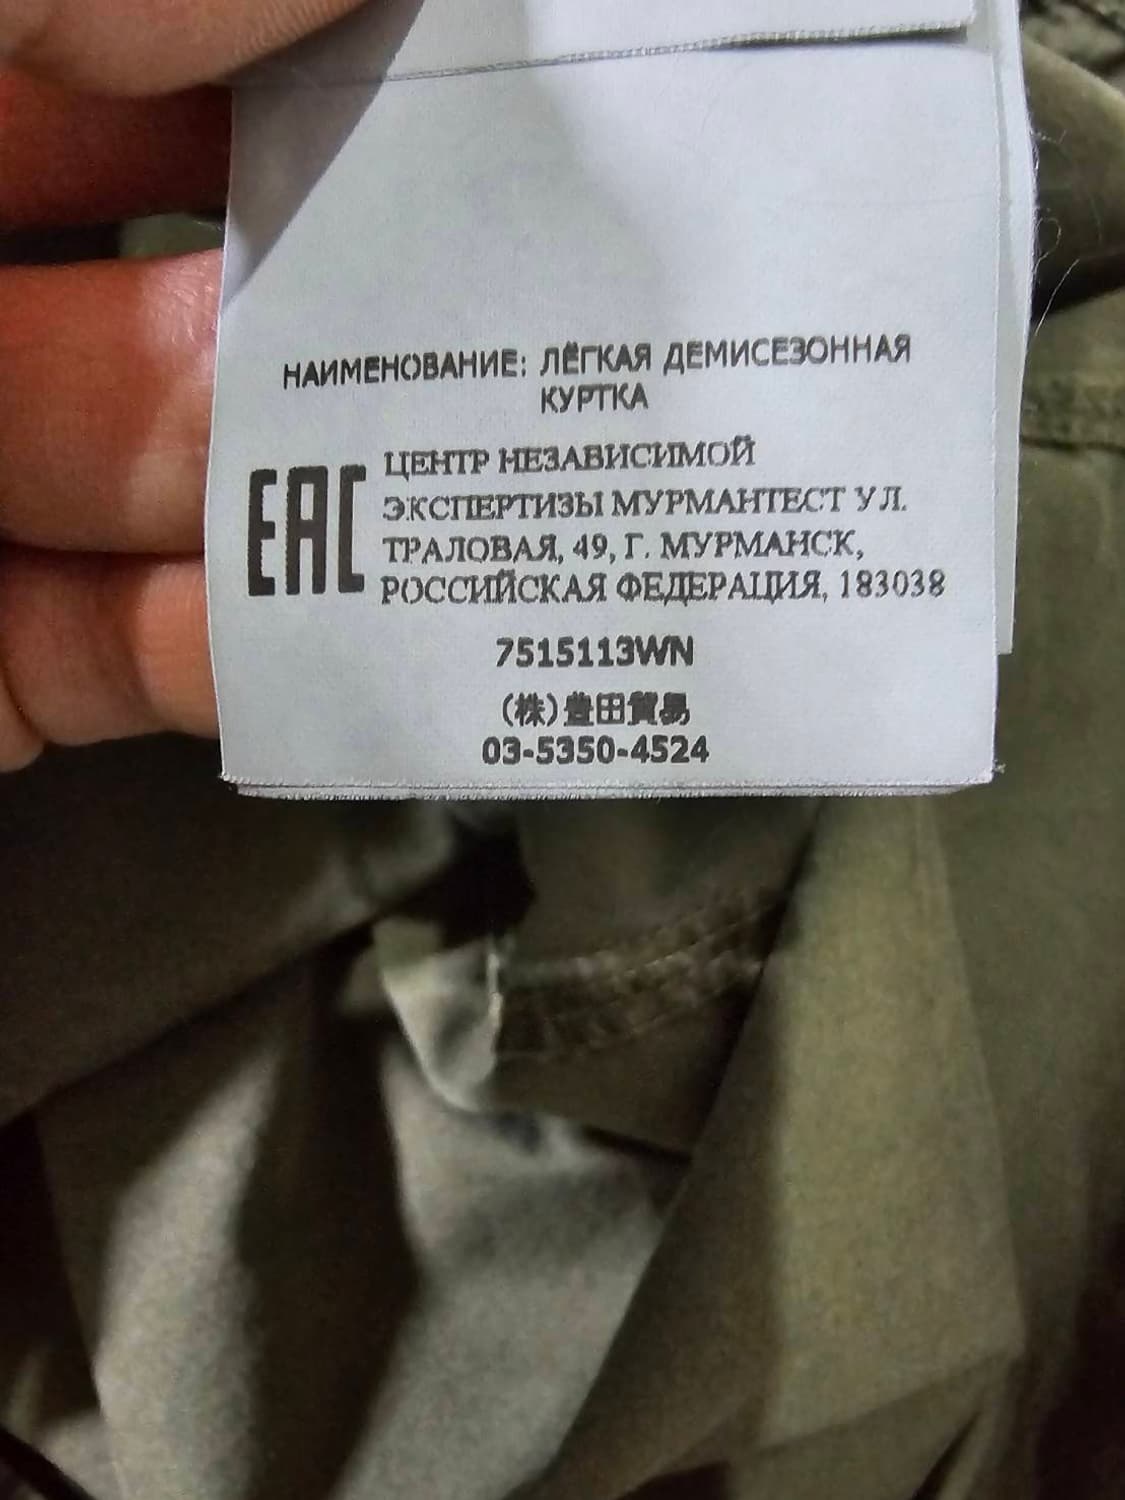 НАИМЕНОВАНИЕ: ЛЁГКАЯ ДЕМИСЕЗОННАЯ
КУРТКА
EAC
ЦЕНТР НЕЗАВИСИМОЙ
ЭКСПЕРТИЗЫ МУРМАНТЕСТ УЛ.
ТРАЛОВАЯ, 49, Г. МУРМАНСК,
РОССИЙСКАЯ ФЕДЕРАЦИЯ, 183038
7515113WN
(株)豊田貿易
03-5350-4524